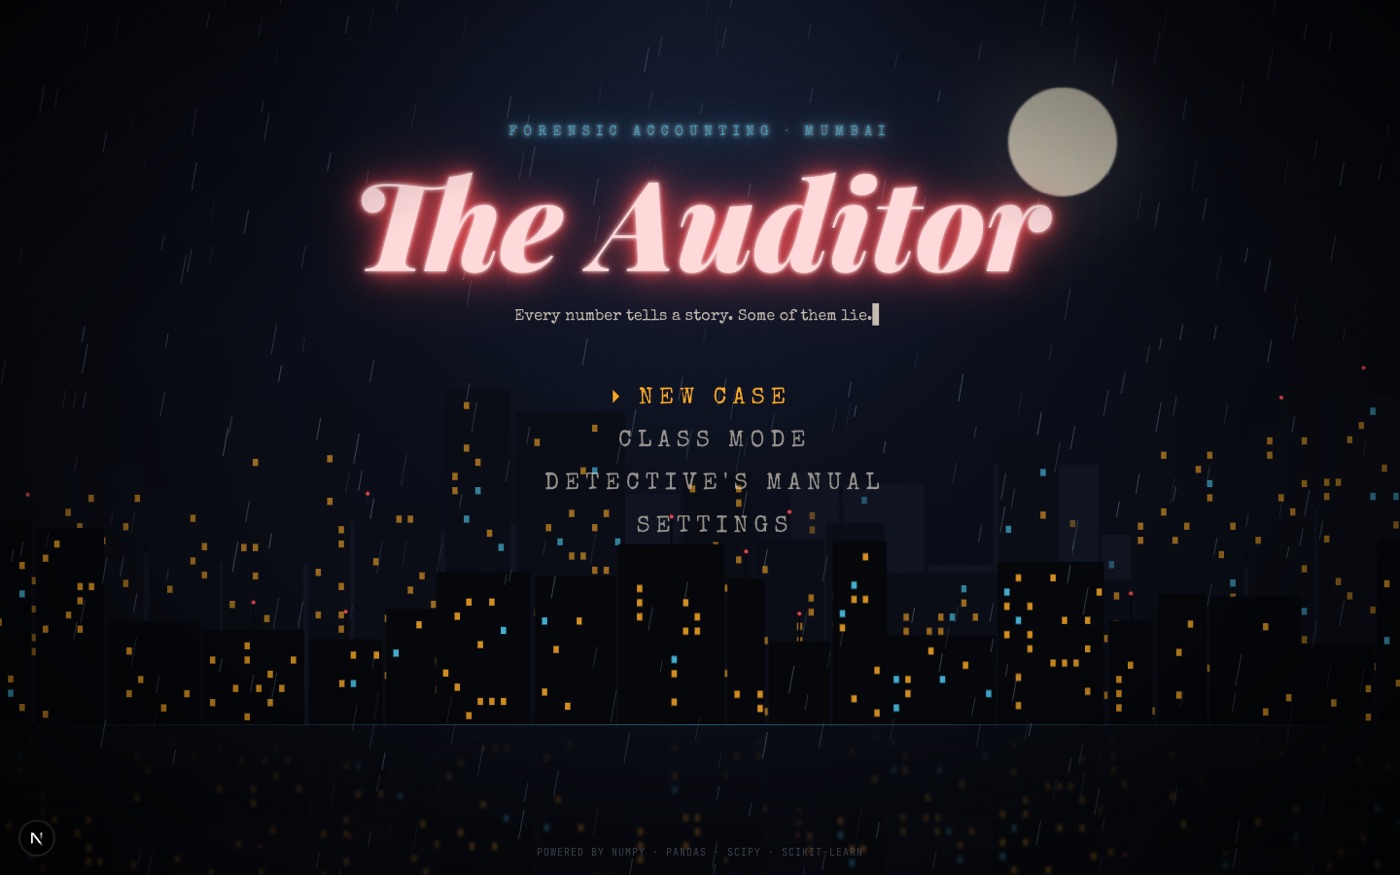 FORENSIC ACCOUNTING · MUMBAI
The Auditor
Every number tells a story. Some of them lie.
NEW CASE
CLASS MODE
DETECTIVE'S MANUAL
SETTINGS
N
POWERED BY NUMPY · PANDAS · SCIPY · SCIKIT-LEARN